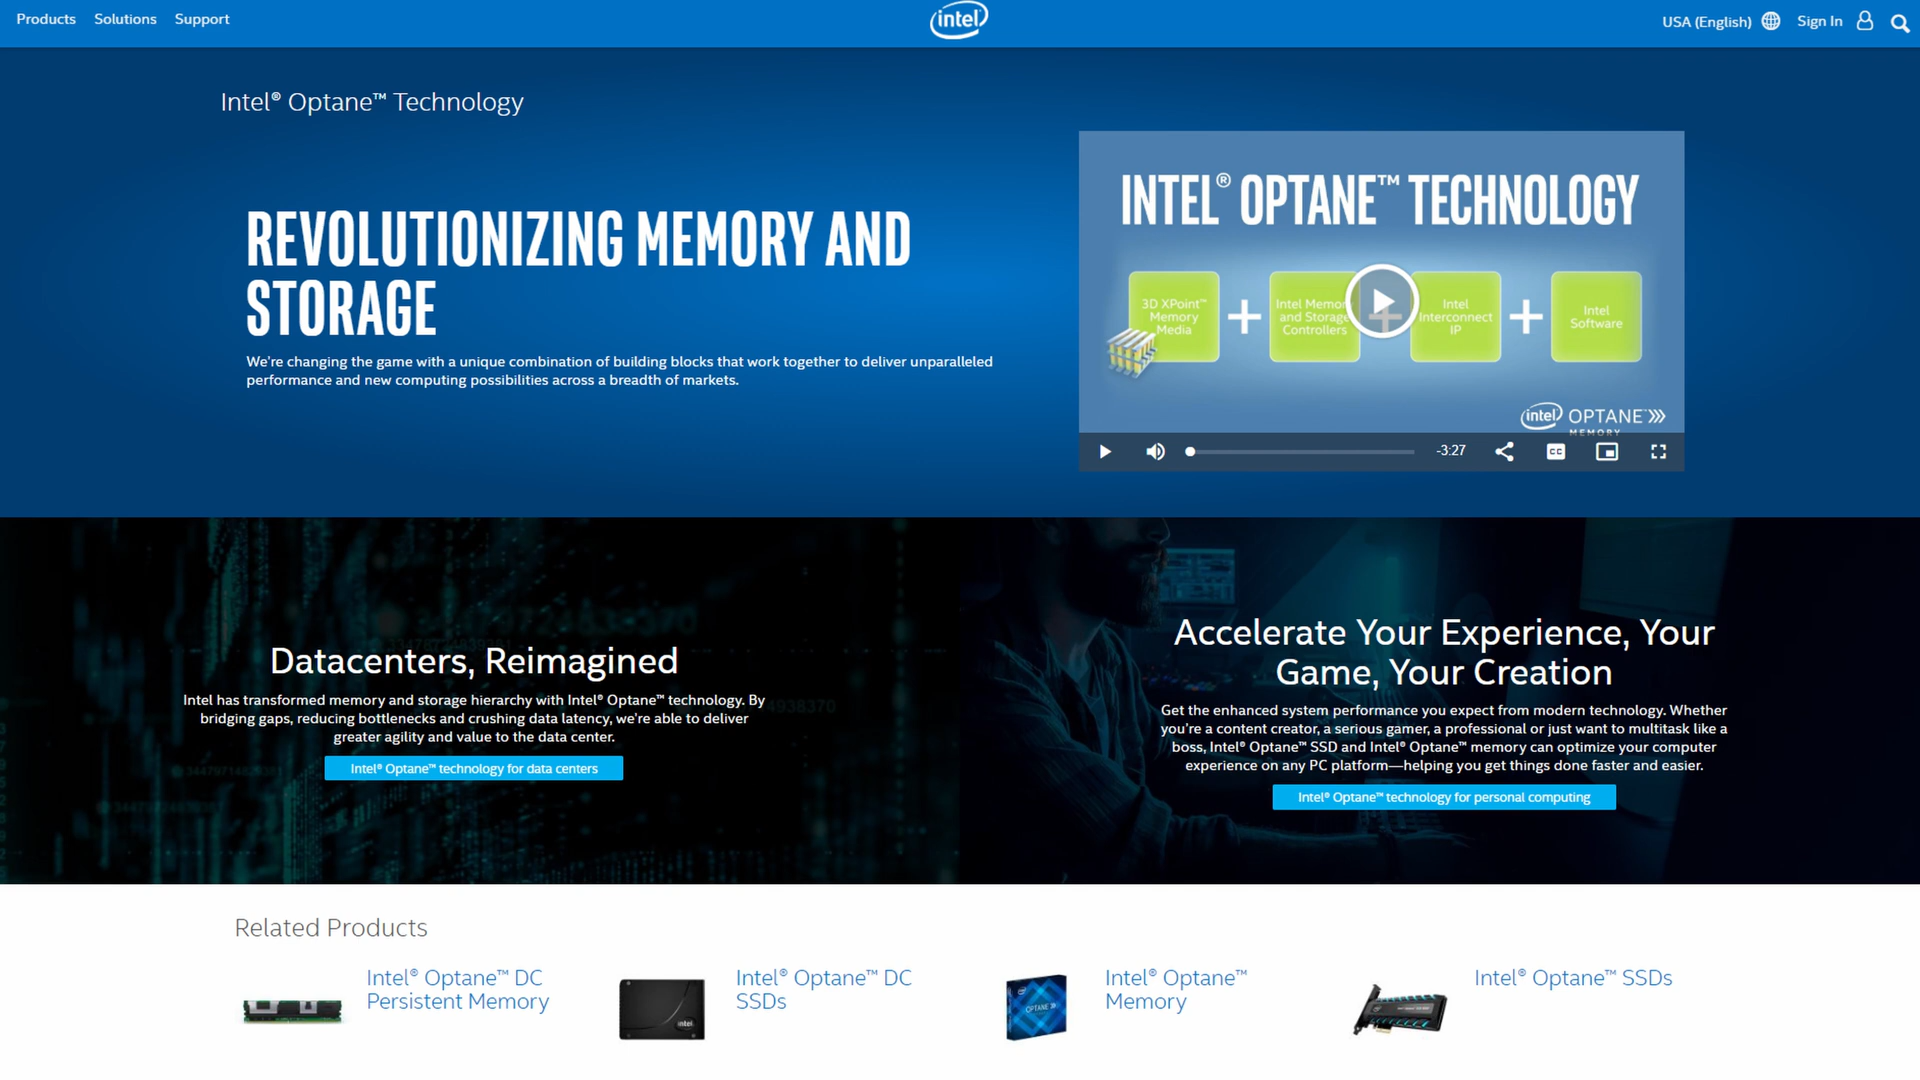 Products Solutions Support
intel
USA (English) Sign In
Intel® Optane™ Technology
REVOLUTIONIZING MEMORY AND
STORAGE
We're changing the game with a unique combination of building blocks that work together to deliver unparalleled
performance and new computing possibilities across a breadth of markets.
INTEL® OPTANE™ TECHNOLOGY
3D XPoint™
Memory
Media
+
Intel Memory
and Storage
Controllers
+
Intel
Interconnect
IP
+
Intel
Software
intel OPTANE
MEMORY
-3:27
CC
Datacenters, Reimagined
Intel has transformed memory and storage hierarchy with Intel® Optane™ technology. By
bridging gaps, reducing bottlenecks and crushing data latency, we're able to deliver
greater agility and value to the data center.
Intel® Optane™ technology for data centers
Accelerate Your Experience, Your
Game, Your Creation
Get the enhanced system performance you expect from modern technology. Whether
you're a content creator, a serious gamer, a professional or just want to multitask like a
boss, Intel® Optane™ SSD and Intel® Optane™ memory can optimize your computer
experience on any PC platform—helping you get things done faster and easier.
Intel® Optane™ technology for personal computing
Related Products
Intel® Optane™ DC
Persistent Memory
intel
Intel® Optane™ DC
SSDs
intel
OPTANE
Intel® Optane™
Memory
Intel® Optane™ SSDs